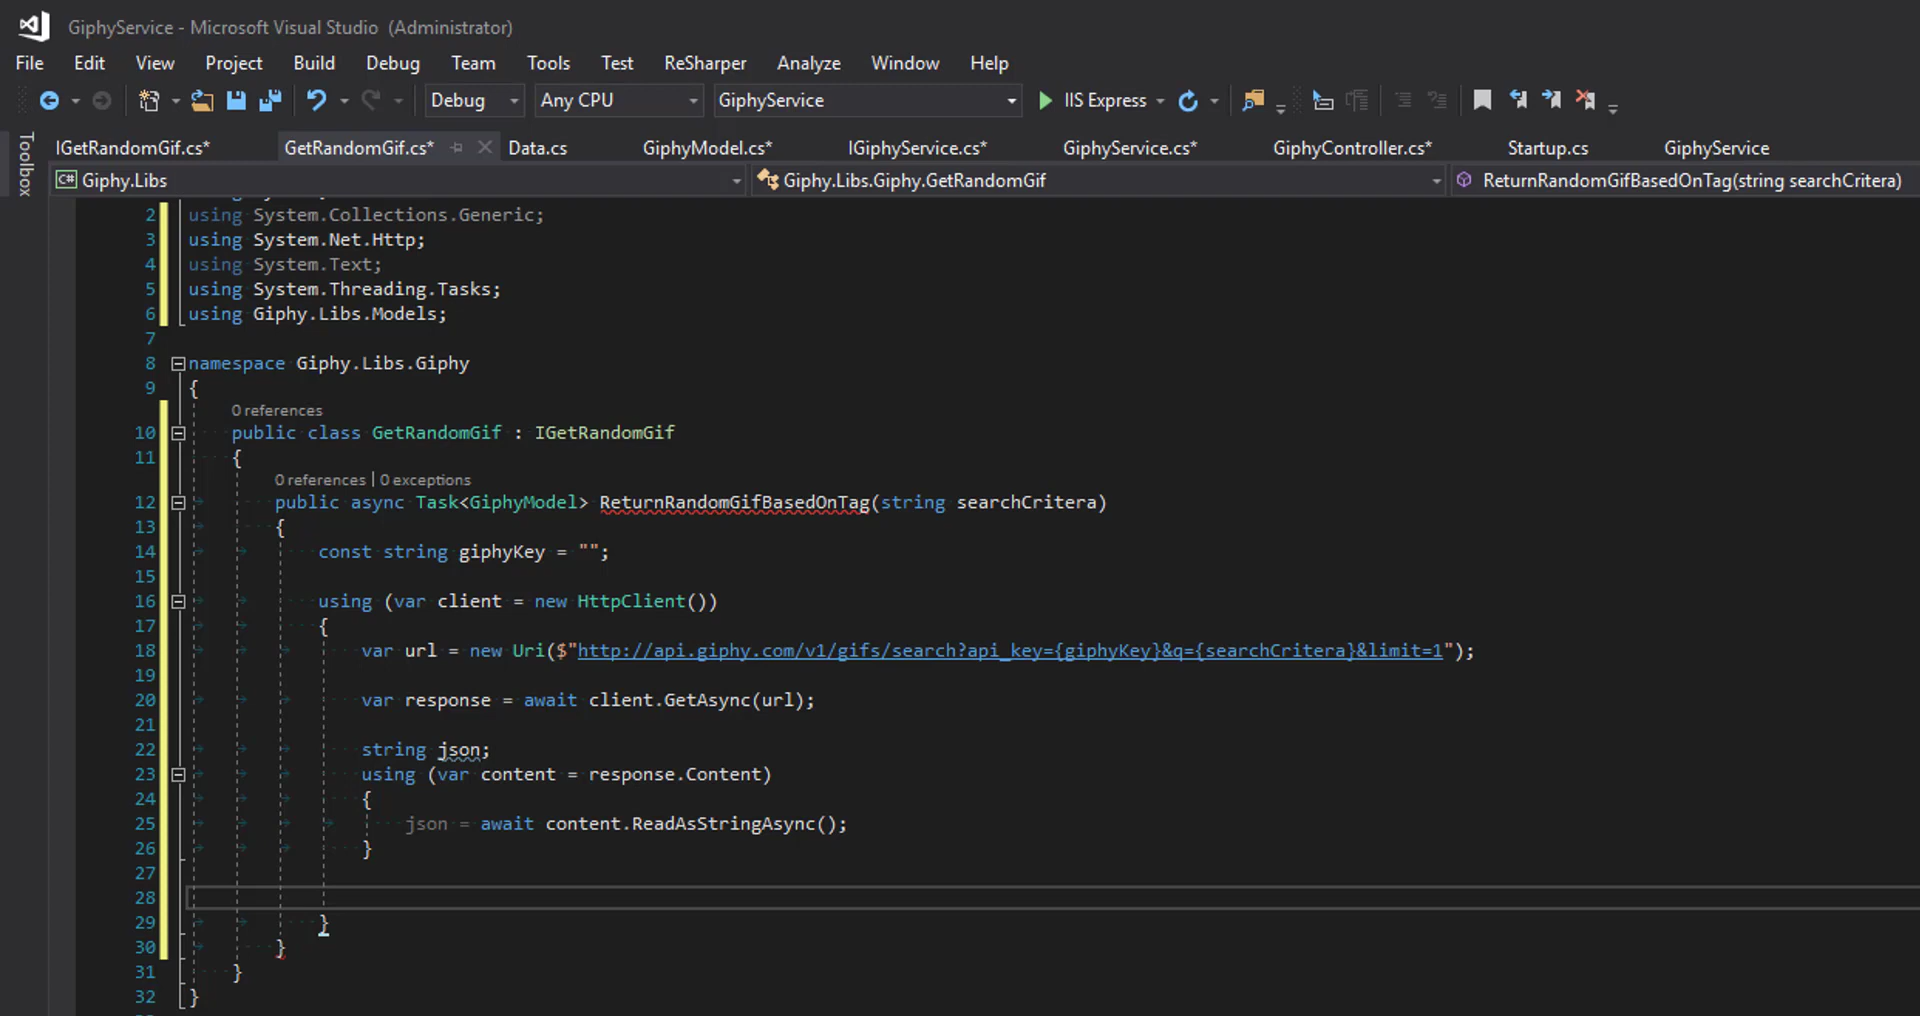 GiphyService - Microsoft Visual Studio (Administrator)
File Edit View Project Build Debug Team Tools Test ReSharper Analyze Window Help
Debug Any CPU GiphyService IIS Express
Toolbox
IGetRandomGif.cs* GetRandomGif.cs* Data.cs GiphyModel.cs* IGiphyService.cs* GiphyService.cs* GiphyController.cs* Startup.cs GiphyService
C# Giphy.Libs Giphy.Libs.Giphy.GetRandomGif ReturnRandomGifBasedOnTag(string searchCritera)
2 using System.Collections.Generic;
3 using System.Net.Http;
4 using System.Text;
5 using System.Threading.Tasks;
6 using Giphy.Libs.Models;
7
8 namespace Giphy.Libs.Giphy
9 {
0 references
10 public class GetRandomGif : IGetRandomGif
11 {
0 references | 0 exceptions
12 public async Task<GiphyModel> ReturnRandomGifBasedOnTag(string searchCritera)
13 {
14 const string giphyKey = "";
15
16 using (var client = new HttpClient())
17 {
18 var url = new Uri($"http://api.giphy.com/v1/gifs/search?api_key={giphyKey}&q={searchCritera}&limit=1");
19
20 var response = await client.GetAsync(url);
21
22 string json;
23 using (var content = response.Content)
24 {
25 json = await content.ReadAsStringAsync();
26 }
27
28
29 }
30 }
31 }
32 }